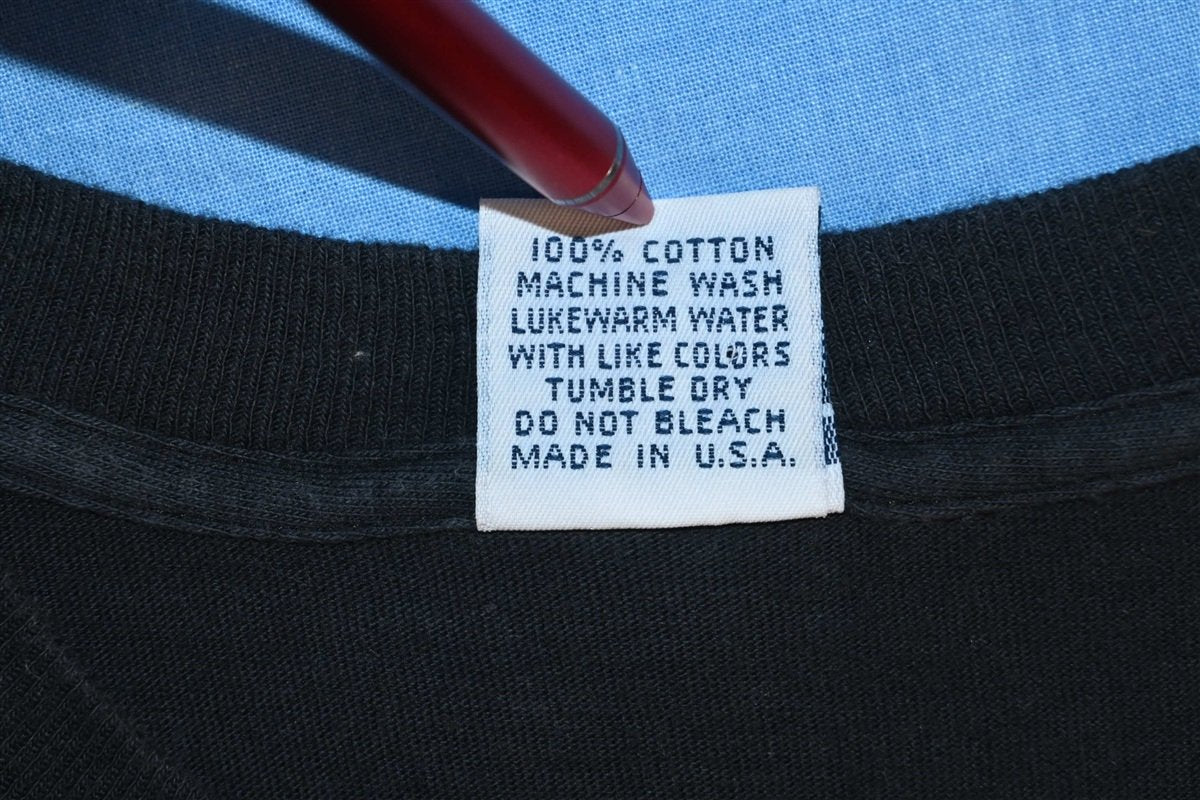 100% COTTON
MACHINE WASH
LUKEWARM WATER
WITH LIKE COLORS
TUMBLE DRY
DO NOT BLEACH
MADE IN U.S.A.